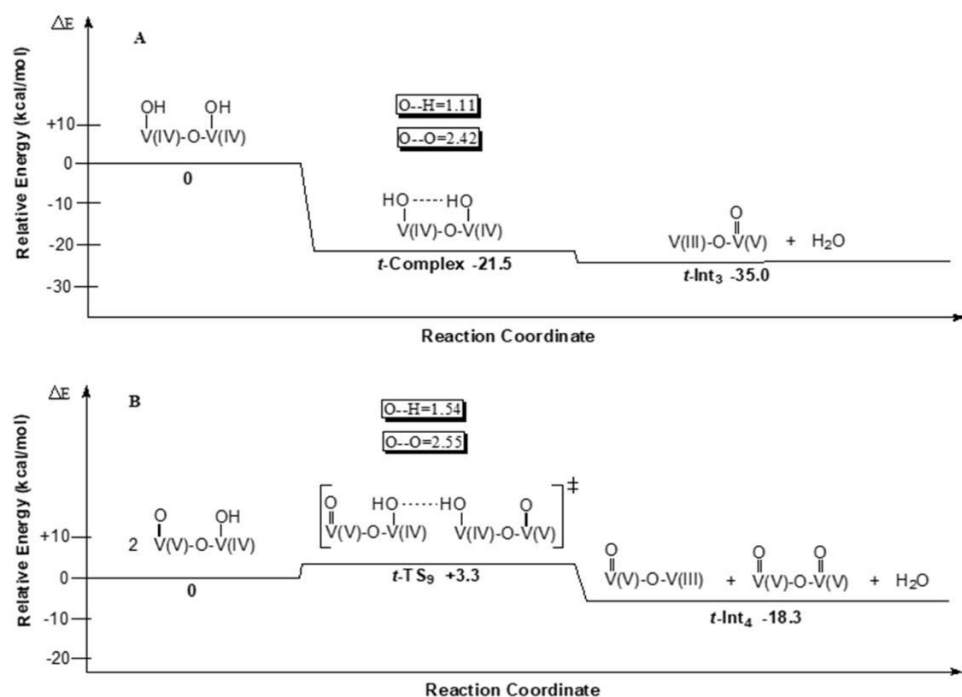 ΔE
A
Relative Energy (kcal/mol)
+10
0
-10
-20
-30
OH OH
V(IV)-O-V(IV)
0
O--H=1.11
O--O=2.42
HO ------ HO
V(IV)-O-V(IV)
t-Complex -21.5
O
V(III)-O-V(V) + H₂O
t-Int₃ -35.0
Reaction Coordinate
ΔE
B
Relative Energy (kcal/mol)
+10
0
-10
-20
O OH
2 V(V)-O-V(IV)
0
O--H=1.54
O--O=2.55
O HO ------- HO O ‡
V(V)-O-V(IV) V(IV)-O-V(V)
t-TS₉ +3.3
O O O
V(V)-O-V(III) + V(V)-O-V(V) + H₂O
t-Int₄ -18.3
Reaction Coordinate